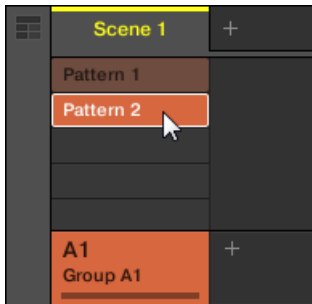 Scene 1 +
Pattern 1
Pattern 2
A1 +
Group A1